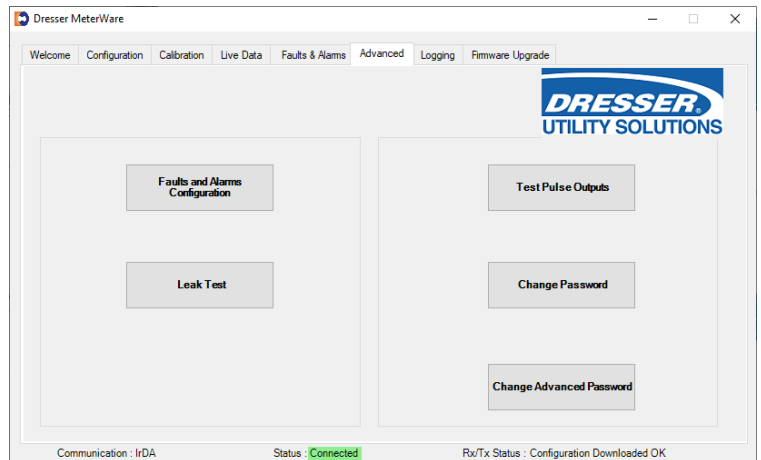 Dresser MeterWare
Welcome Configuration Calibration Live Data Faults & Alarms Advanced Logging Firmware Upgrade
DRESSER®
UTILITY SOLUTIONS
Faults and Alarms
Configuration
Leak Test
Test Pulse Outputs
Change Password
Change Advanced Password
Communication : IrDA Status : Connected Rx/Tx Status : Configuration Downloaded OK